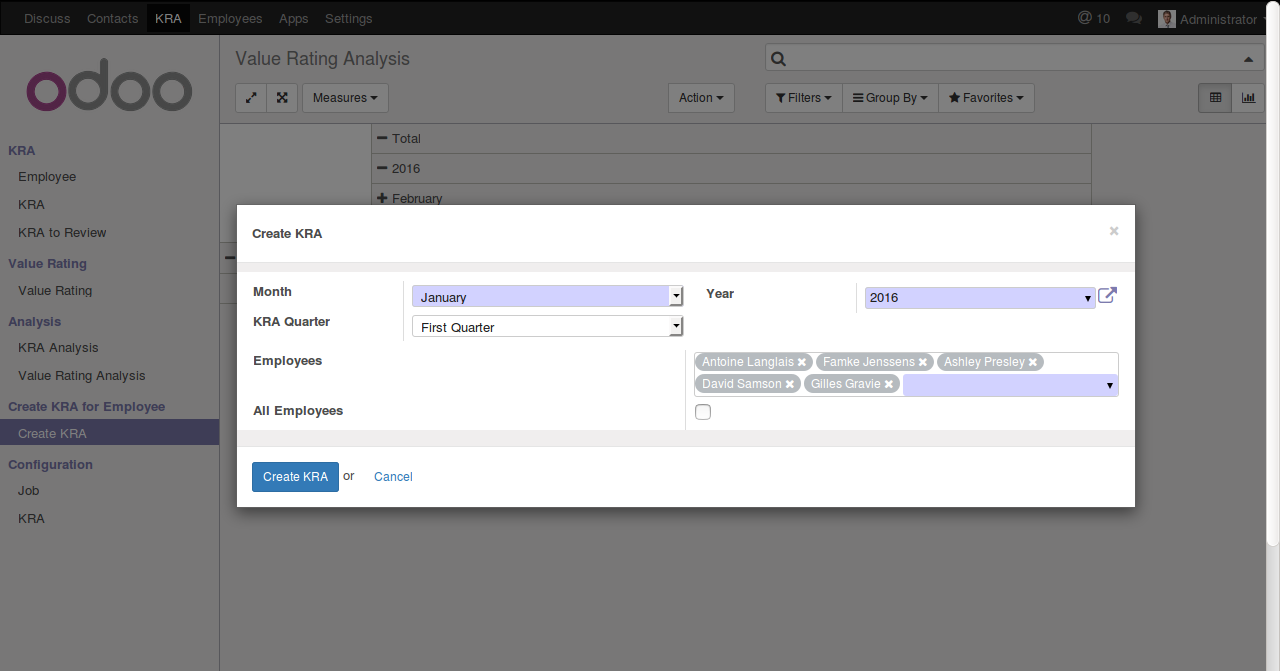 Discuss Contacts KRA Employees Apps Settings @ 10 Administrator
odoo
Value Rating Analysis
Measures Action Filters Group By Favorites
KRA
Employee
KRA
KRA to Review
Value Rating
Value Rating
Analysis
KRA Analysis
Value Rating Analysis
Create KRA for Employee
Create KRA
Configuration
Job
KRA
Total
2016
February
Create KRA ×
Month January Year 2016
KRA Quarter First Quarter
Employees Antoine Langlais Famke Jenssens Ashley Presley
David Samson Gilles Gravie
All Employees
Create KRA or Cancel